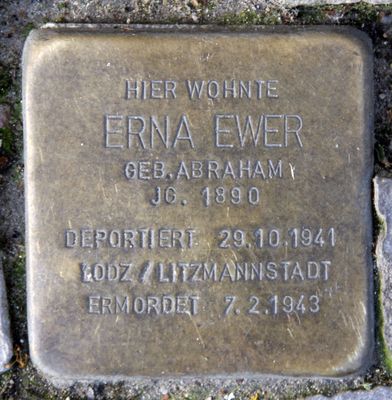 HIER WOHNTE
ERNA EWER
GEB. ABRAHAM
JG. 1890
DEPORTIERT 29.10.1941
LODZ / LITZMANNSTADT
ERMORDET 7.2.1943